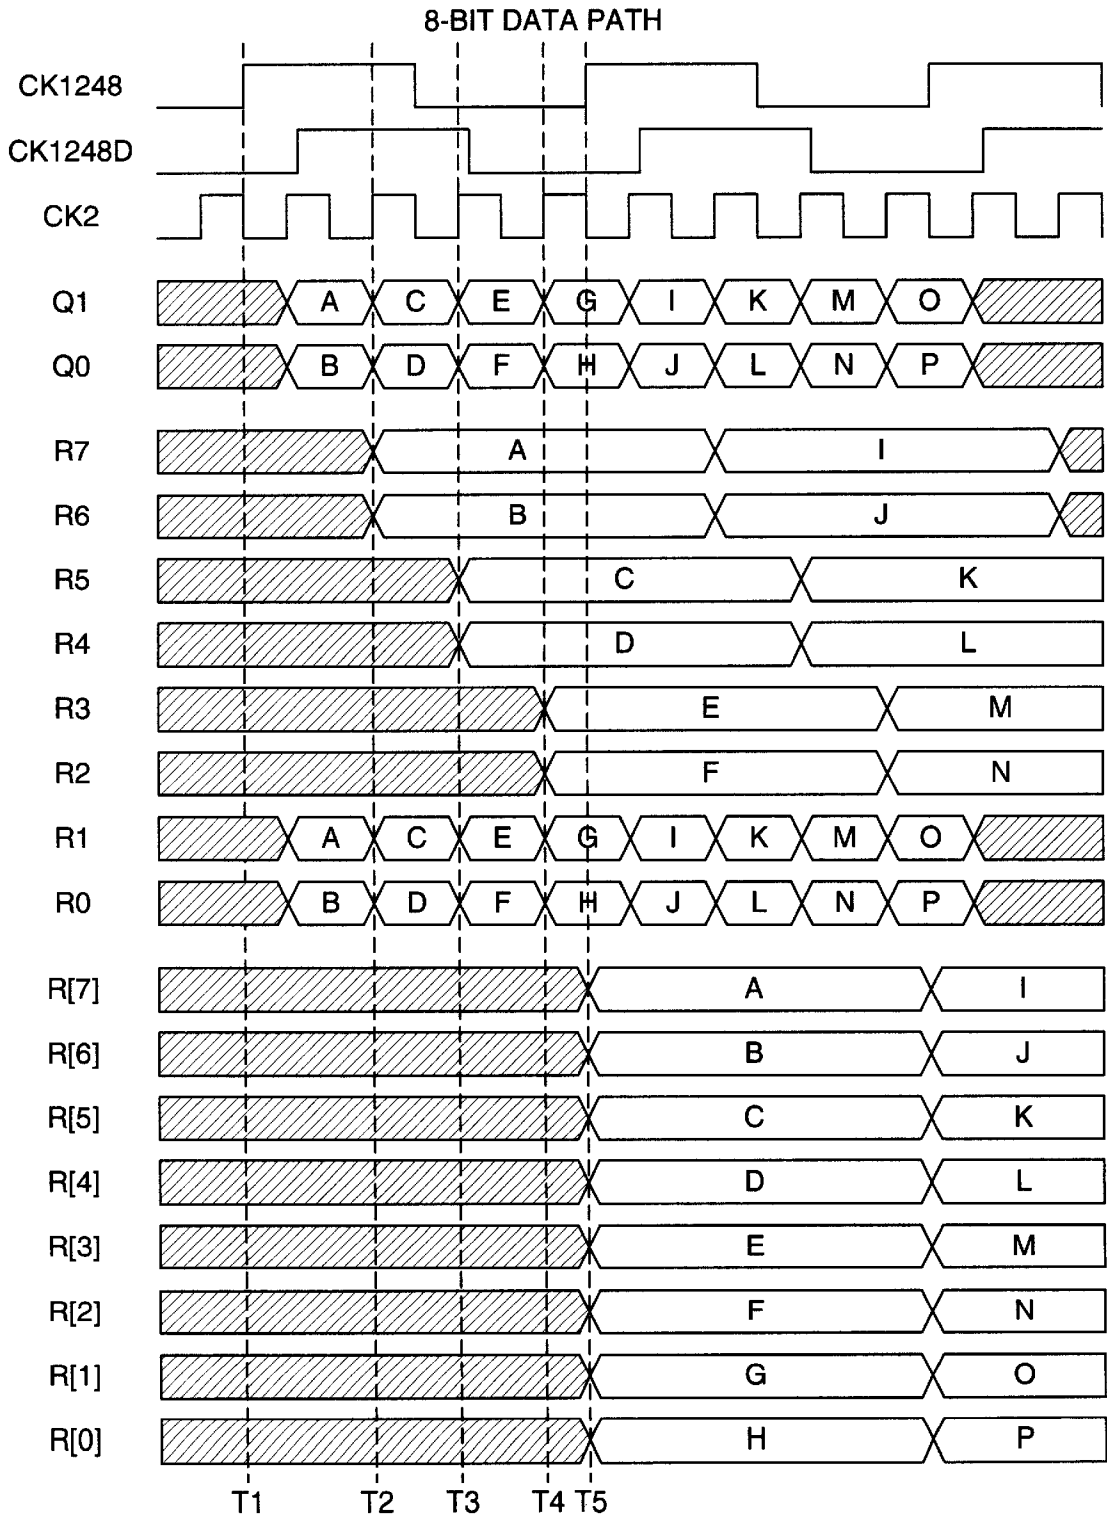 8-BIT DATA PATH
CK1248
CK1248D
CK2
Q1 A C E G I K M O
Q0 B D F H J L N P
R7 A I
R6 B J
R5 C K
R4 D L
R3 E M
R2 F N
R1 A C E G I K M O
R0 B D F H J L N P
R[7] A I
R[6] B J
R[5] C K
R[4] D L
R[3] E M
R[2] F N
R[1] G O
R[0] H P
T1 T2 T3 T4 T5